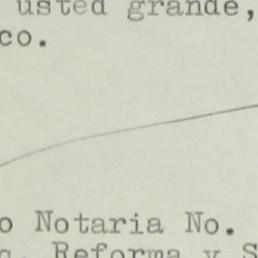 usted grande,
co.
o Notaria No.
g. Reforma y S